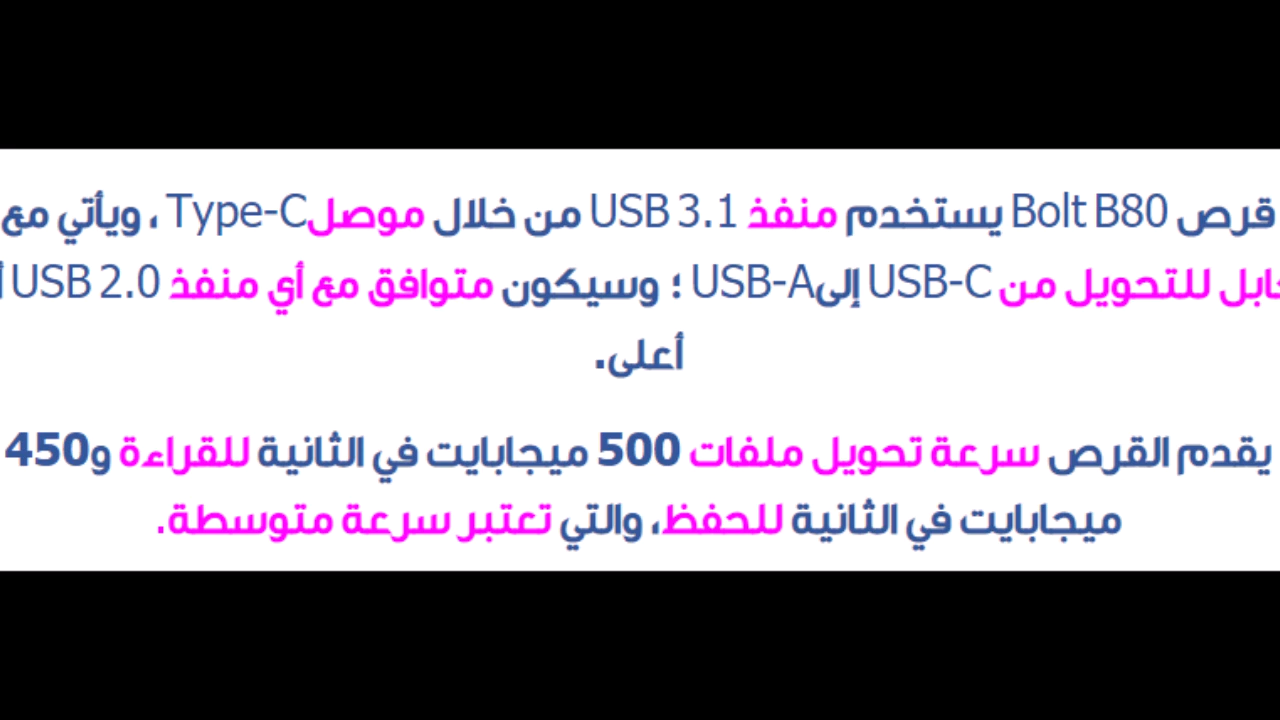 قرص Bolt B80 يستخدم منفذ USB 3.1 من خلال موصلType-C ، ويأتي مع
للتحويل من USB-C إلىUSB-A ؛ وسيكون متوافق مع أي منفذ USB 2.0
أعلى.
يقدم القرص سرعة تحويل ملفات 500 ميجابايت في الثانية للقراءة و450
ميجابايت في الثانية للحفظ، والتي تعتبر سرعة متوسطة.